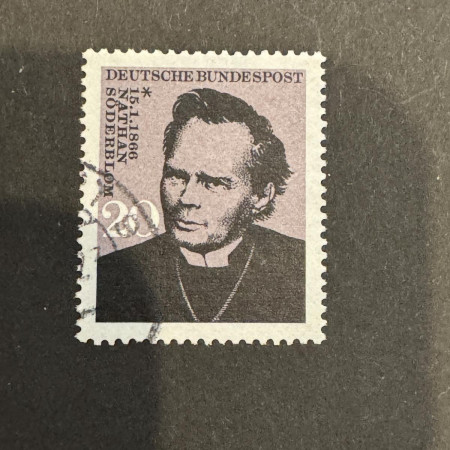 DEUTSCHE BUNDESPOST
* 15.1.1866
NATHAN
SÖDERBLOM
20